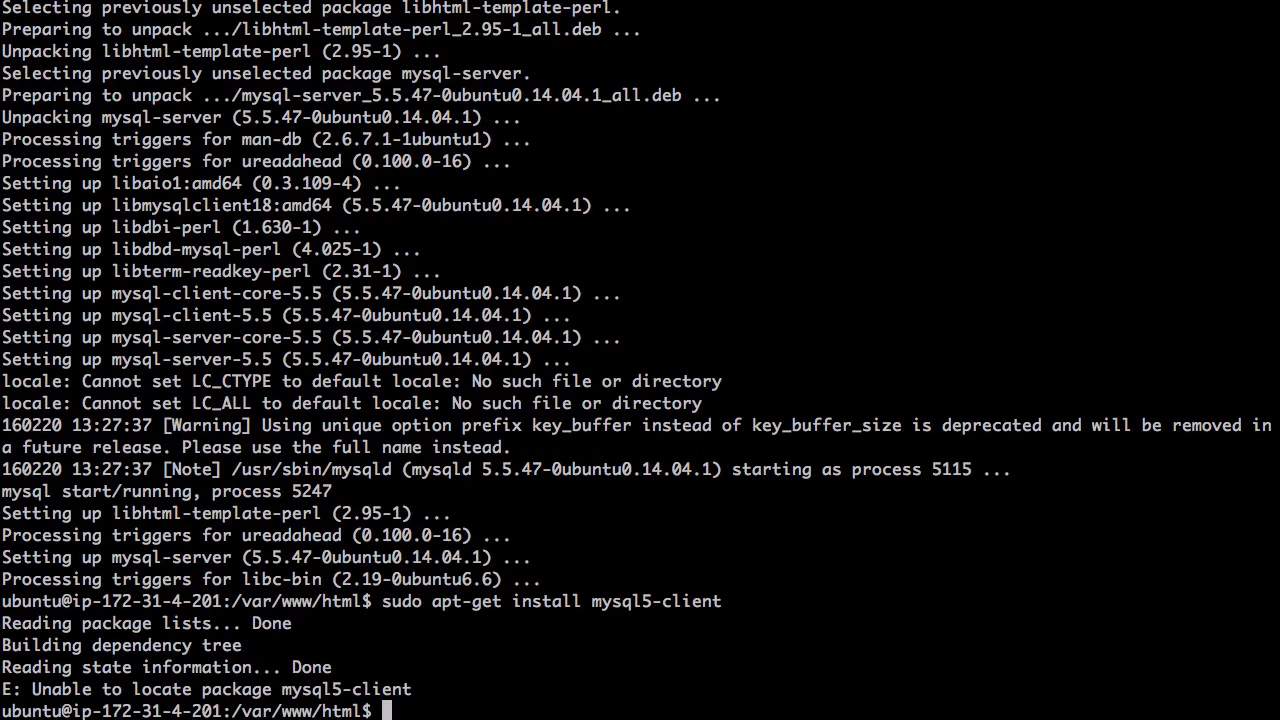 Selecting previously unselected package libhtml-template-perl.
Preparing to unpack .../libhtml-template-perl_2.95-1_all.deb ...
Unpacking libhtml-template-perl (2.95-1) ...
Selecting previously unselected package mysql-server.
Preparing to unpack .../mysql-server_5.5.47-0ubuntu0.14.04.1_all.deb ...
Unpacking mysql-server (5.5.47-0ubuntu0.14.04.1) ...
Processing triggers for man-db (2.6.7.1-1ubuntu1) ...
Processing triggers for ureadahead (0.100.0-16) ...
Setting up libaio1:amd64 (0.3.109-4) ...
Setting up libmysqlclient18:amd64 (5.5.47-0ubuntu0.14.04.1) ...
Setting up libdbi-perl (1.630-1) ...
Setting up libdbd-mysql-perl (4.025-1) ...
Setting up libterm-readkey-perl (2.31-1) ...
Setting up mysql-client-core-5.5 (5.5.47-0ubuntu0.14.04.1) ...
Setting up mysql-client-5.5 (5.5.47-0ubuntu0.14.04.1) ...
Setting up mysql-server-core-5.5 (5.5.47-0ubuntu0.14.04.1) ...
Setting up mysql-server-5.5 (5.5.47-0ubuntu0.14.04.1) ...
locale: Cannot set LC_CTYPE to default locale: No such file or directory
locale: Cannot set LC_ALL to default locale: No such file or directory
160220 13:27:37 [Warning] Using unique option prefix key_buffer instead of key_buffer_size is deprecated and will be removed in
a future release. Please use the full name instead.
160220 13:27:37 [Note] /usr/sbin/mysqld (mysqld 5.5.47-0ubuntu0.14.04.1) starting as process 5115 ...
mysql start/running, process 5247
Setting up libhtml-template-perl (2.95-1) ...
Processing triggers for ureadahead (0.100.0-16) ...
Setting up mysql-server (5.5.47-0ubuntu0.14.04.1) ...
Processing triggers for libc-bin (2.19-0ubuntu6.6) ...
ubuntu@ip-172-31-4-201:/var/www/html$ sudo apt-get install mysql5-client
Reading package lists... Done
Building dependency tree
Reading state information... Done
E: Unable to locate package mysql5-client
ubuntu@ip-172-31-4-201:/var/www/html$